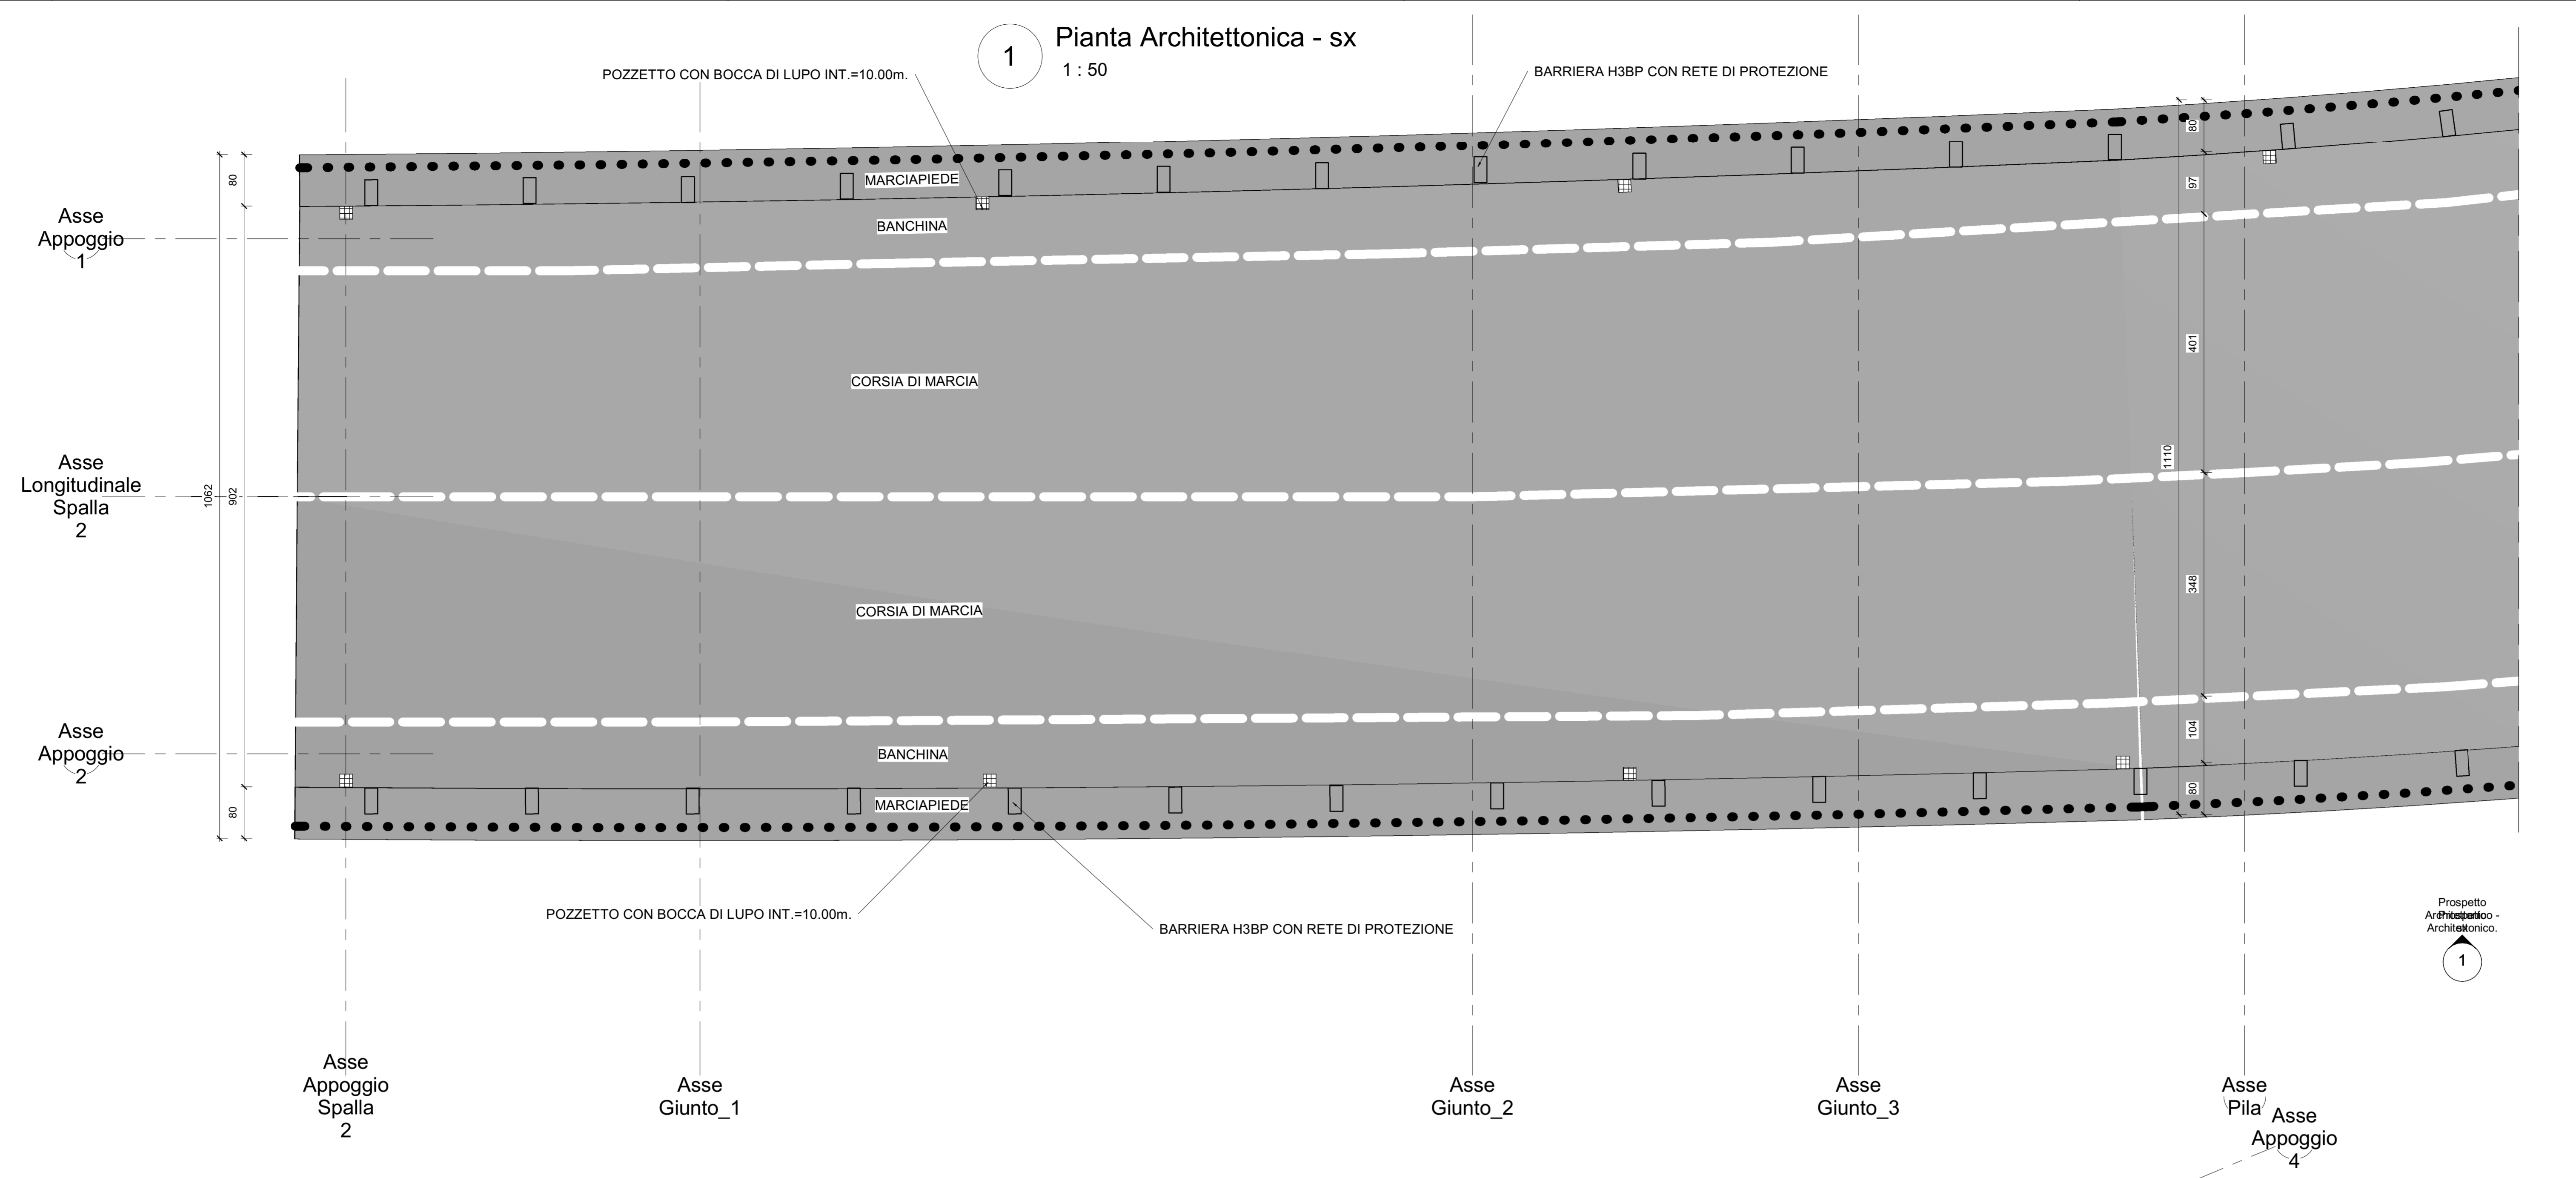 1
Pianta Architettonica - sx
1 : 50
POZZETTO CON BOCCA DI LUPO INT.=10.00m.
BARRIERA H3BP CON RETE DI PROTEZIONE
80
80
MARCIAPIEDE
97
Asse
Appoggio
1
BANCHINA
401
CORSIA DI MARCIA
1110
Asse
Longitudinale
Spalla
2
1062
902
348
CORSIA DI MARCIA
104
Asse
Appoggio
2
BANCHINA
80
80
MARCIAPIEDE
POZZETTO CON BOCCA DI LUPO INT.=10.00m.
BARRIERA H3BP CON RETE DI PROTEZIONE
Prospetto
1
Asse
Appoggio
Spalla
2
Asse
Giunto_1
Asse
Giunto_2
Asse
Giunto_3
Asse
Pila
Asse
Appoggio
4